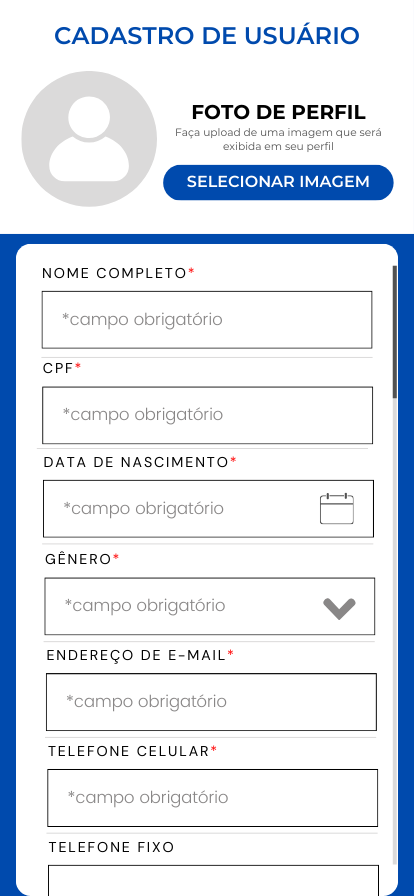 CADASTRO DE USUÁRIO
FOTO DE PERFIL
Faça upload de uma imagem que será
exibida em seu perfil
SELECIONAR IMAGEM
NOME COMPLETO*
*campo obrigatório
CPF*
*campo obrigatório
DATA DE NASCIMENTO*
*campo obrigatório
GÊNERO*
*campo obrigatório
ENDEREÇO DE E-MAIL*
*campo obrigatório
TELEFONE CELULAR*
*campo obrigatório
TELEFONE FIXO